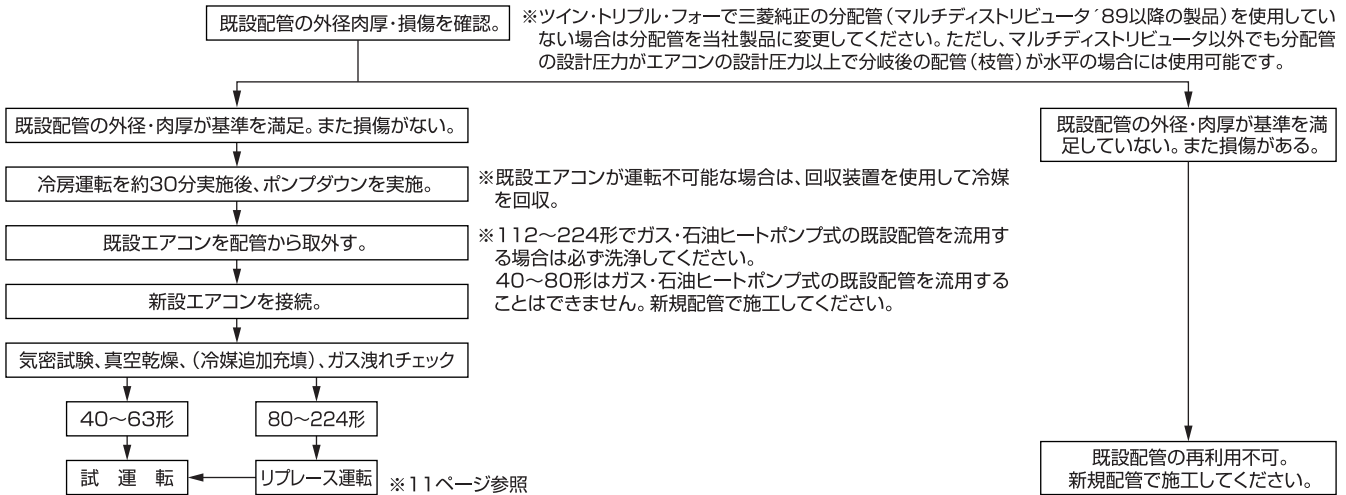 既設配管の外径肉厚・損傷を確認。
※ツイン・トリプル・フォーで三菱純正の分配管（マルチディストリビュータ´89以降の製品）を使用してい
ない場合は分配管を当社製品に変更してください。ただし、マルチディストリビュータ以外でも分配管
の設計圧力がエアコンの設計圧力以上で分岐後の配管（枝管）が水平の場合には使用可能です。
既設配管の外径・肉厚が基準を満足。また損傷がない。
既設配管の外径・肉厚が基準を満
足していない。また損傷がある。
冷房運転を約30分実施後、ポンプダウンを実施。
※既設エアコンが運転不可能な場合は、回収装置を使用して冷媒
を回収。
既設エアコンを配管から取外す。
※112～224形でガス・石油ヒートポンプ式の既設配管を流用す
る場合は必ず洗浄してください。
40～80形はガス・石油ヒートポンプ式の既設配管を流用する
ことはできません。新規配管で施工してください。
新設エアコンを接続。
気密試験、真空乾燥、（冷媒追加充填）、ガス洩れチェック
40～63形
80～224形
試 運 転
リプレース運転
※11ページ参照
既設配管の再利用不可。
新規配管で施工してください。